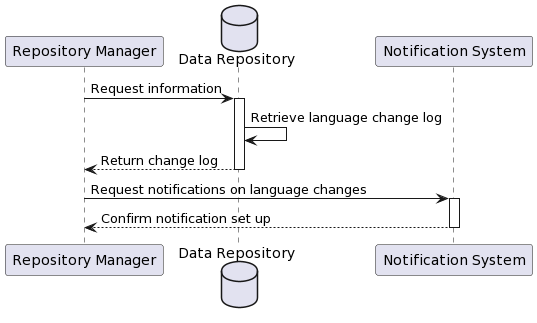 Repository Manager
Data Repository
Notification System
Request information
Retrieve language change log
Return change log
Request notifications on language changes
Confirm notification set up
Repository Manager
Data Repository
Notification System